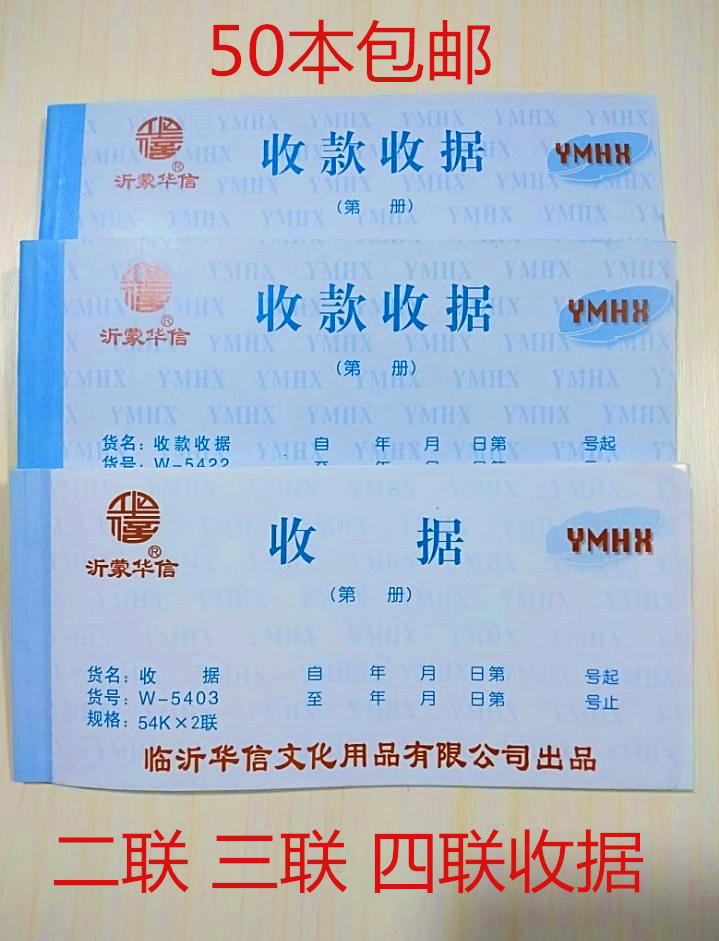 50本包邮
沂蒙华信®
收款收据
YMHX
（第 册）
沂蒙华信®
收款收据
YMHX
（第 册）
货名：收款收据 自 年 月 日第 号起
货号：W-5422 至 年 月 日第
沂蒙华信®
收 据
YMHX
（第 册）
货名：收 据 自 年 月 日第 号起
货号：W-5403 至 年 月 日第 号止
规格：54K×2联
临沂华信文化用品有限公司出品
二联 三联 四联收据